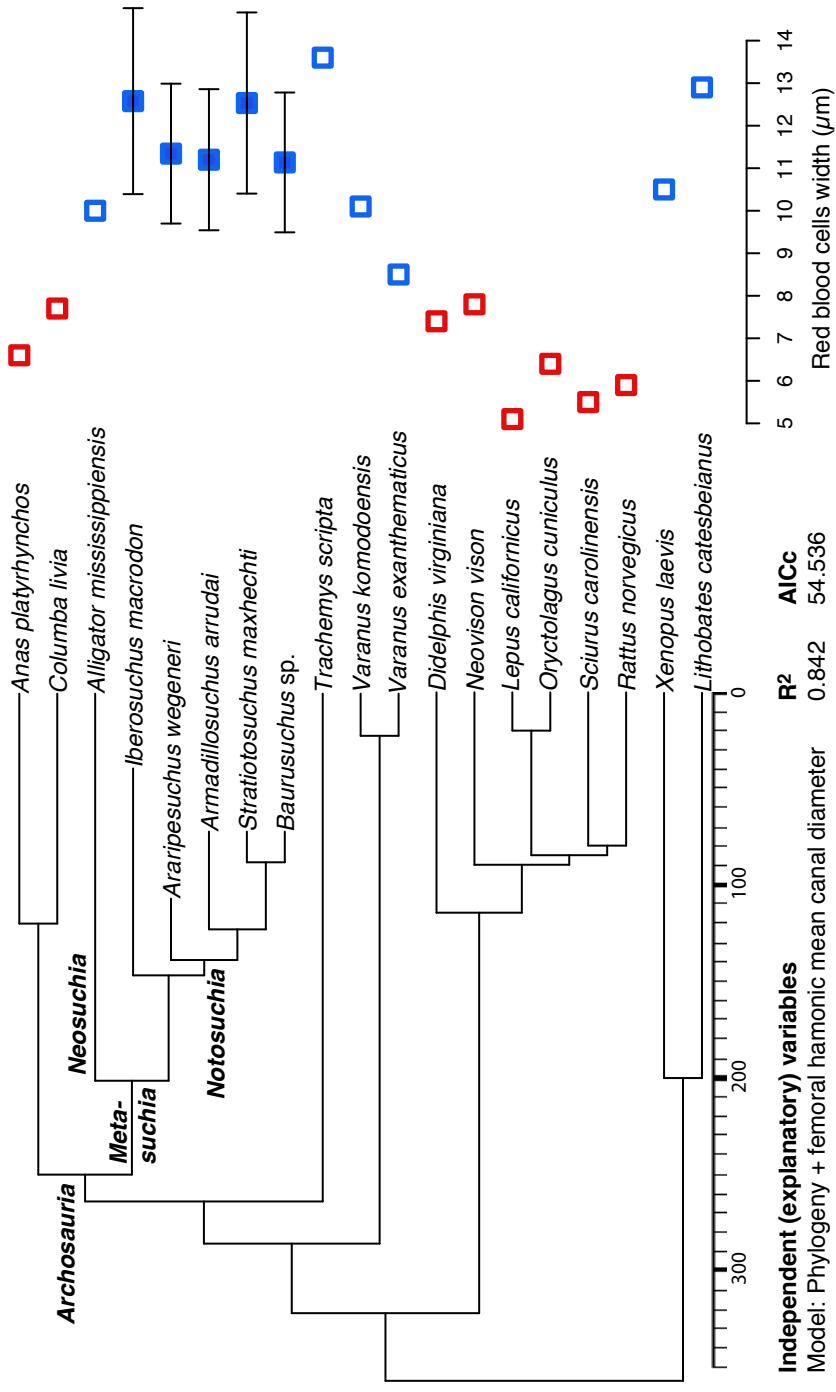 Anas platyrhynchos
Columba livia
Alligator mississippiensis
Iberosuchus macrodon
Araripesuchus wegeneri
Armadillosuchus arrudai
Stratiotosuchus maxhechti
Baurusuchus sp.
Trachemys scripta
Varanus komodoensis
Varanus exanthematicus
Didelphis virginiana
Neovison vison
Lepus californicus
Oryctolagus cuniculus
Sciurus carolinensis
Rattus norvegicus
Xenopus laevis
Lithobates catesbeianus
Archosauria
Meta-
suchia
Neosuchia
Notosuchia
300 200 100 0
5 6 7 8 9 10 11 12 13 14
Red blood cells width (µm)
Independent (explanatory) variables R² AICc
Model: Phylogeny + femoral hamonic mean canal diameter 0.842 54.536